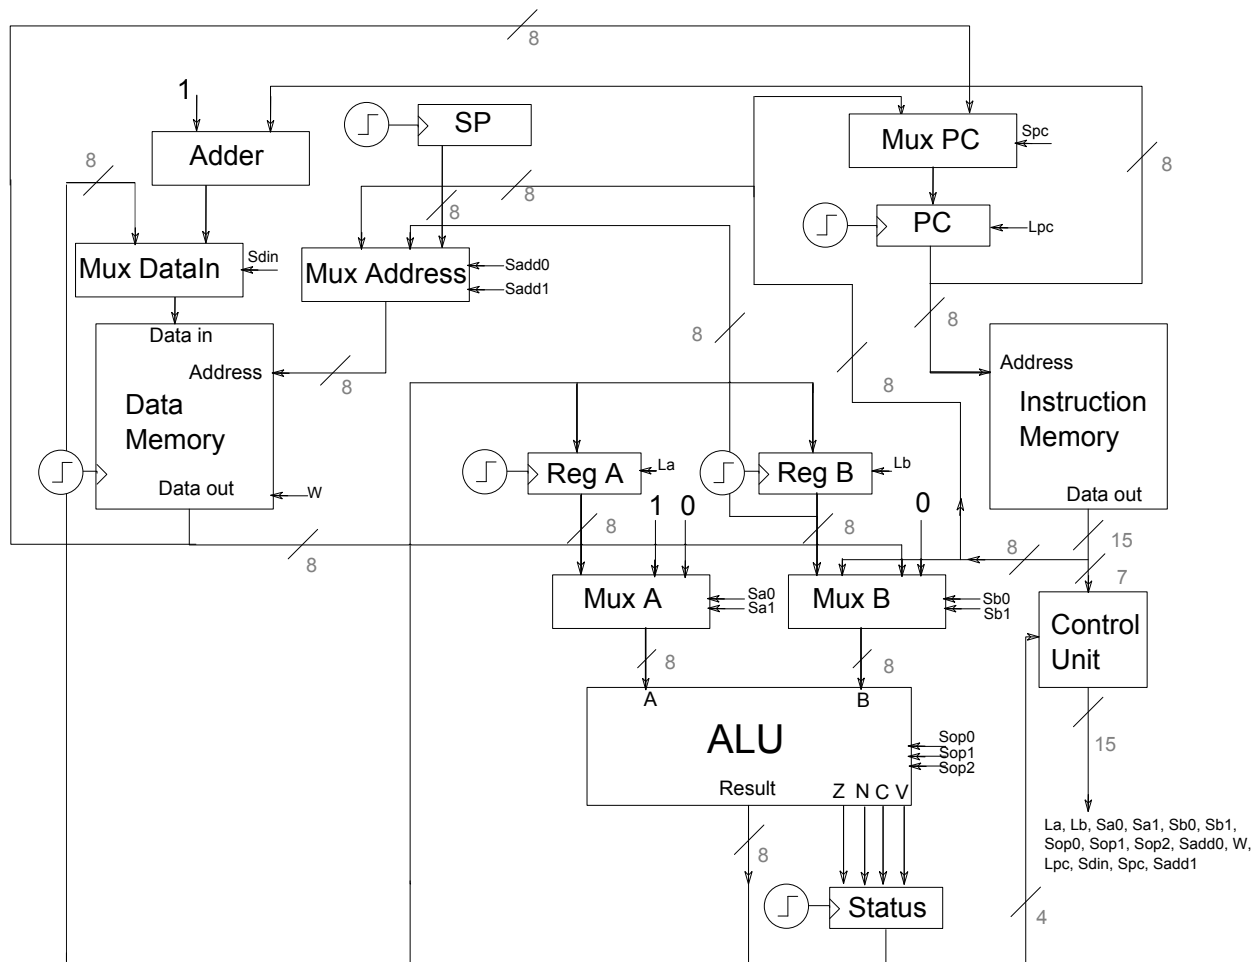 8
1
SP
Adder
Mux PC
Spc
8
8
8
8
PC
Lpc
Mux DataIn
Sdin
Mux Address
Sadd0
Sadd1
8
8
Data in
Address
8
8
Address
Data
Memory
Instruction
Memory
Reg A
La
Reg B
Lb
Data out
W
1
0
0
Data out
8
8
15
8
8
7
Mux A
Sa0
Sa1
Mux B
Sb0
Sb1
Control
Unit
8
8
A
B
ALU
Sop0
Sop1
Sop2
15
Result
Z N C V
8
La, Lb, Sa0, Sa1, Sb0, Sb1,
Sop0, Sop1, Sop2, Sadd0, W,
Lpc, Sdin, Spc, Sadd1
Status
4